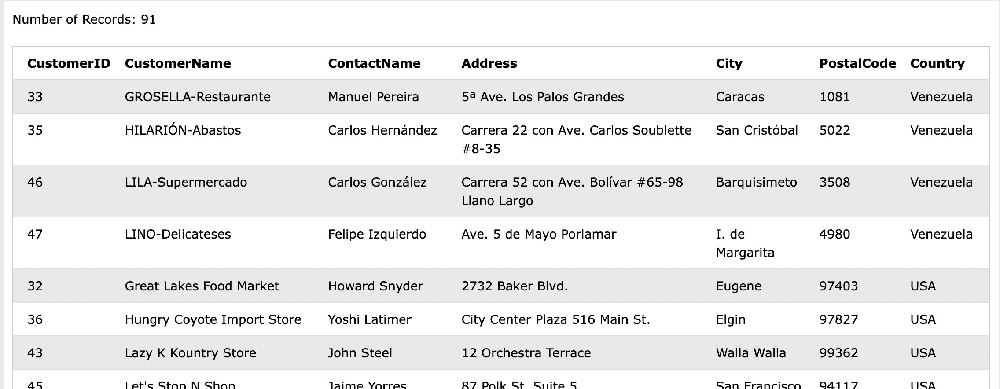 Number of Records: 91
CustomerID CustomerName ContactName Address City PostalCode Country
33 GROSELLA-Restaurante Manuel Pereira 5ª Ave. Los Palos Grandes Caracas 1081 Venezuela
35 HILARIÓN-Abastos Carlos Hernández Carrera 22 con Ave. Carlos Soublette San Cristóbal 5022 Venezuela
#8-35
46 LILA-Supermercado Carlos González Carrera 52 con Ave. Bolívar #65-98 Barquisimeto 3508 Venezuela
Llano Largo
47 LINO-Delicateses Felipe Izquierdo Ave. 5 de Mayo Porlamar I. de 4980 Venezuela
Margarita
32 Great Lakes Food Market Howard Snyder 2732 Baker Blvd. Eugene 97403 USA
36 Hungry Coyote Import Store Yoshi Latimer City Center Plaza 516 Main St. Elgin 97827 USA
43 Lazy K Kountry Store John Steel 12 Orchestra Terrace Walla Walla 99362 USA
45 Let's Stop N Shop Jaime Yorres 87 Polk St. Suite 5 San Francisco 94117 USA